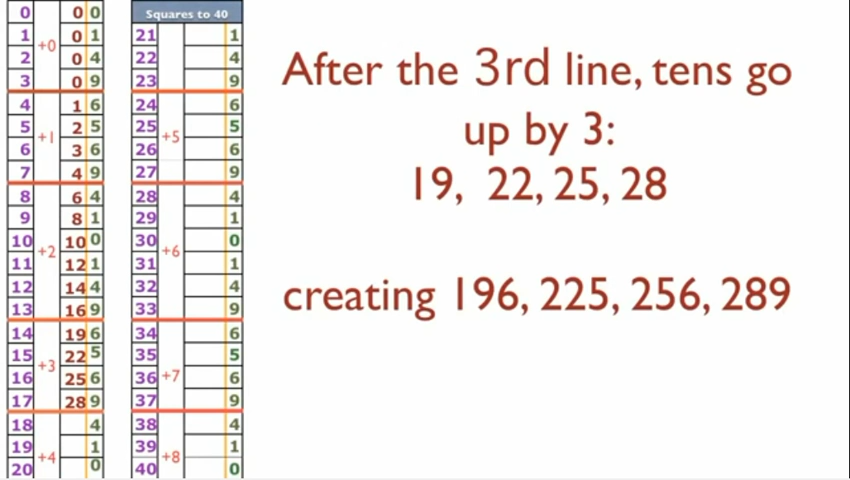 0 0 0
1 0 1
2 0 4
3 0 9
+0
4 1 6
5 2 5
6 3 6
7 4 9
+1
8 6 4
9 8 1
10 10 0
11 12 1
12 14 4
13 16 9
+2
14 19 6
15 22 5
16 25 6
17 28 9
+3
18 4
19 1
20 0
+4
Squares to 40
21 1
22 4
23 9
24 6
25 5
26 6
27 9
+5
28 4
29 1
30 0
31 1
32 4
33 9
+6
34 6
35 5
36 6
37 9
+7
38 4
39 1
40 0
+8
After the 3rd line, tens go
up by 3:
19, 22, 25, 28
creating 196, 225, 256, 289